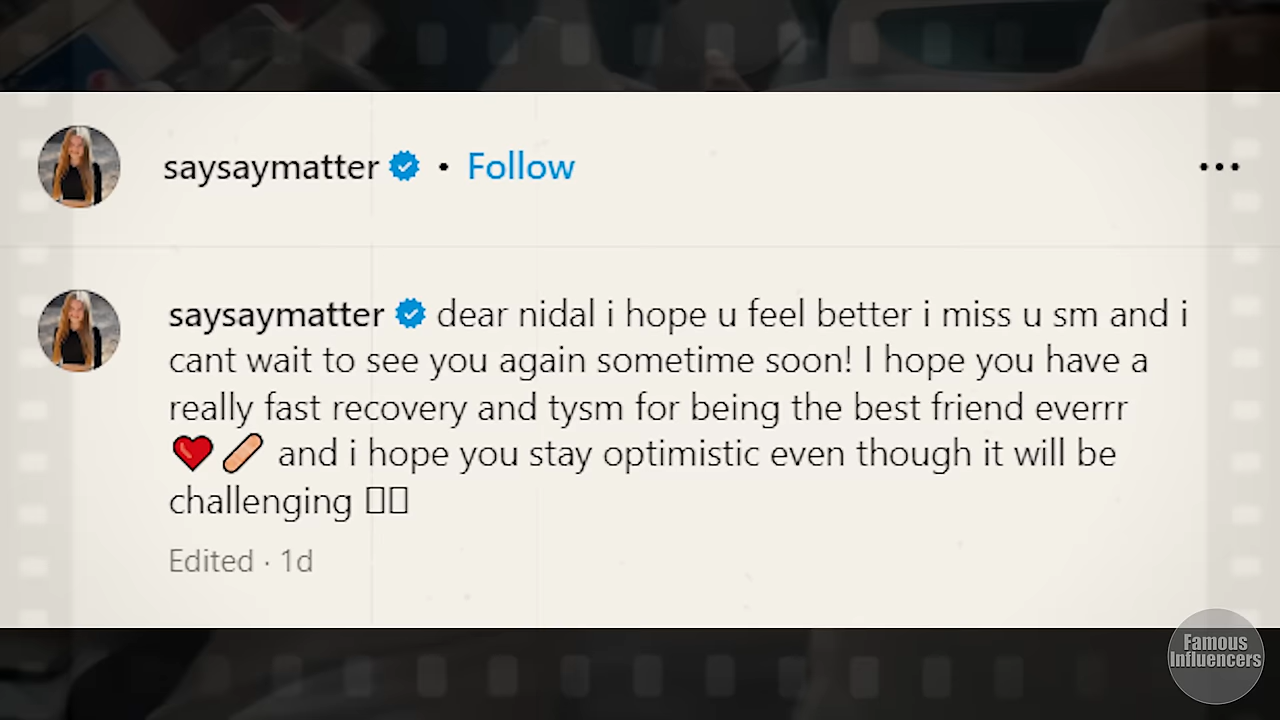 saysaymatter • Follow •••
saysaymatter dear nidal i hope u feel better i miss u sm and i
cant wait to see you again sometime soon! I hope you have a
really fast recovery and tysm for being the best friend everrr
❤️🩹 and i hope you stay optimistic even though it will be
challenging ▯▯
Edited · 1d
Famous
Influencers